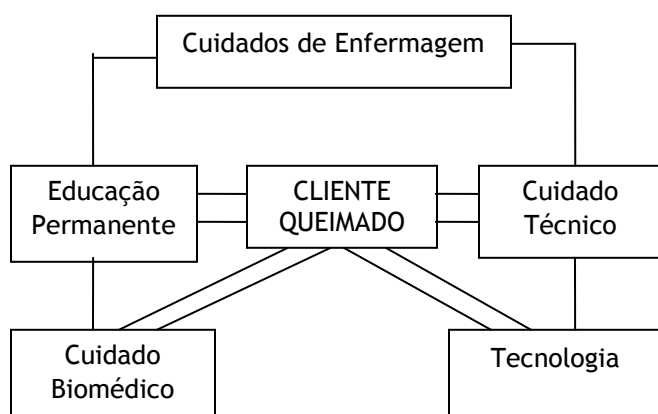 Cuidados de Enfermagem
Educação
Permanente
CLIENTE
QUEIMADO
Cuidado
Técnico
Cuidado
Biomédico
Tecnologia